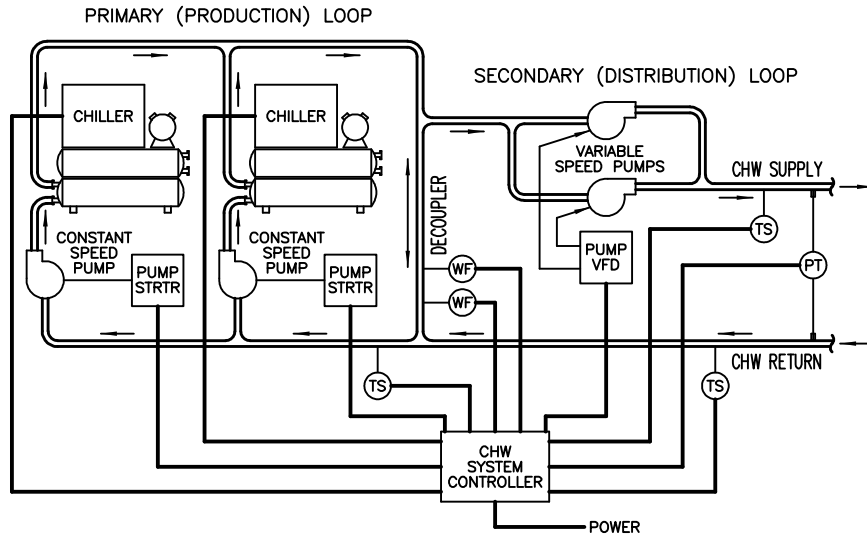 PRIMARY (PRODUCTION) LOOP
SECONDARY (DISTRIBUTION) LOOP
CHILLER
CHILLER
VARIABLE
SPEED PUMPS
CHW SUPPLY
DECOUPLER
CONSTANT
SPEED
PUMP
CONSTANT
SPEED
PUMP
PUMP
STRTR
PUMP
STRTR
WF
WF
PUMP
VFD
TS
PT
CHW RETURN
TS
TS
CHW
SYSTEM
CONTROLLER
POWER